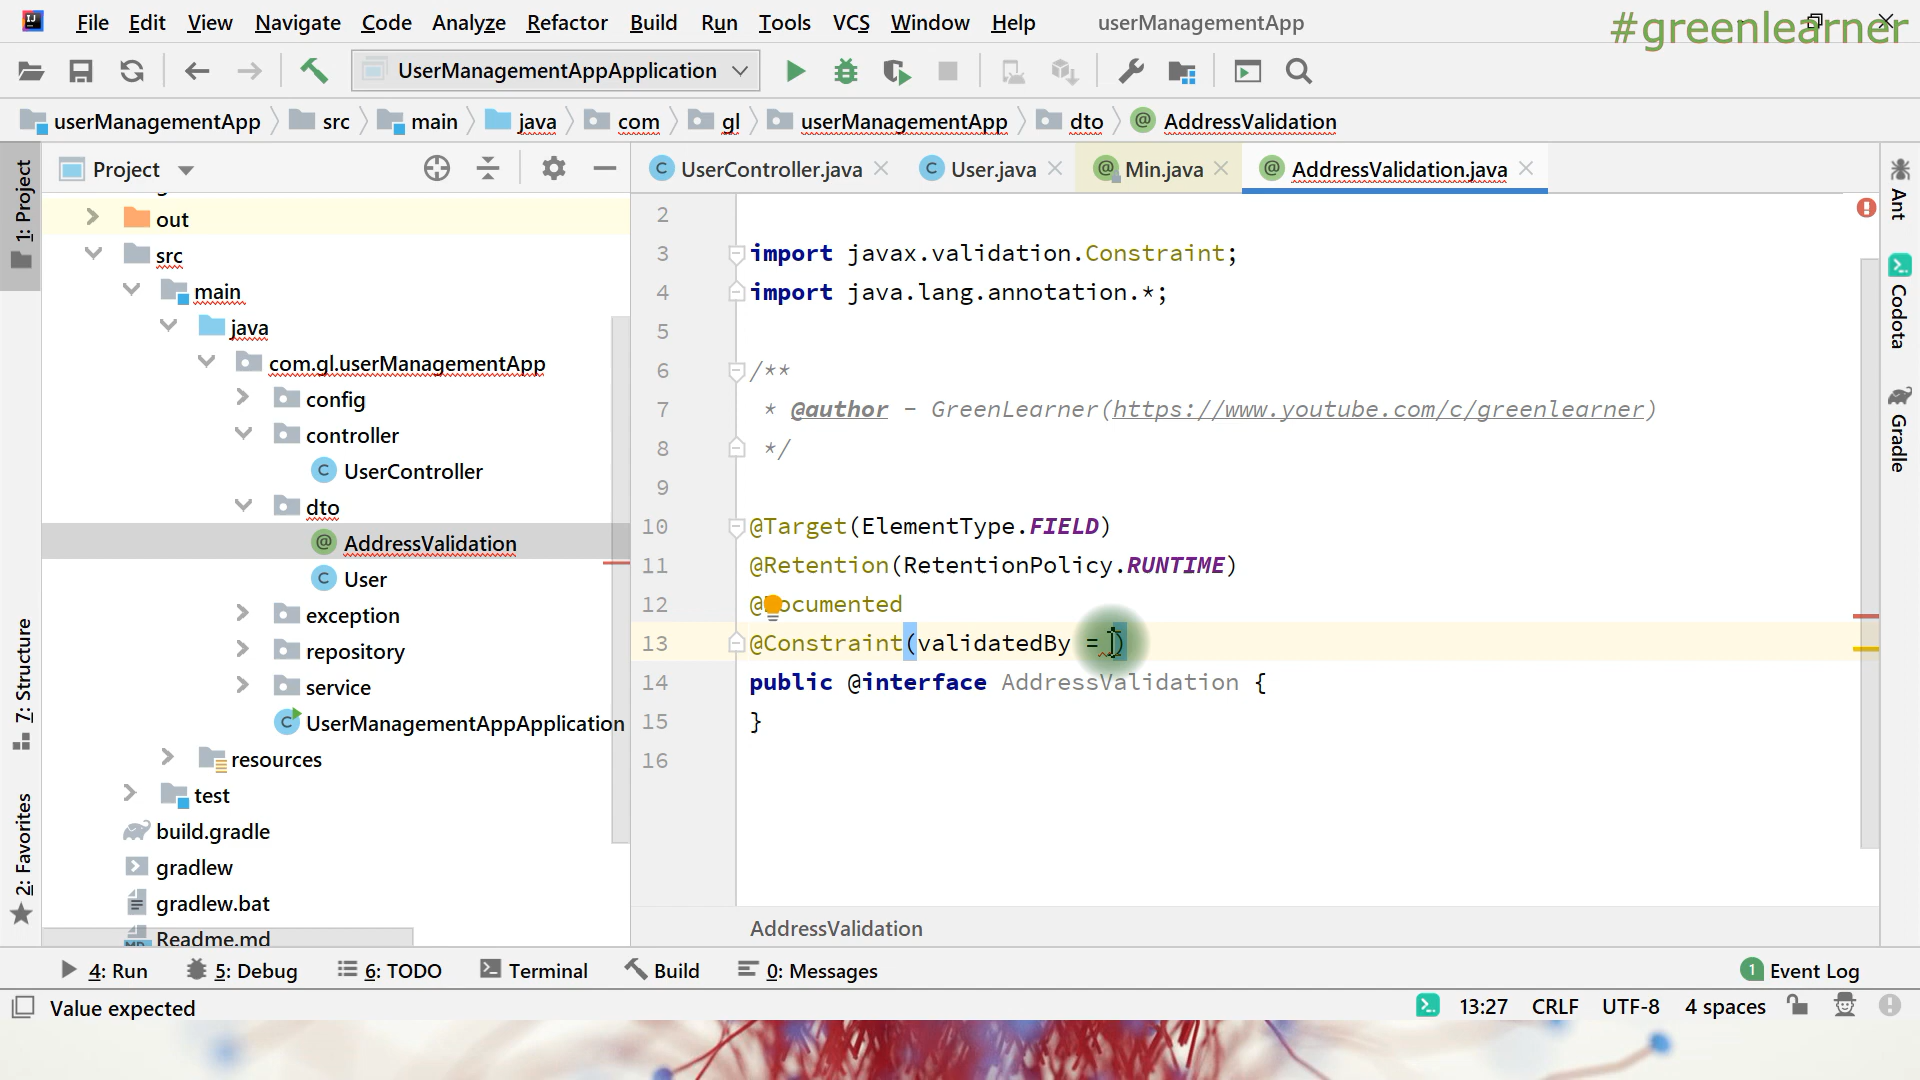 File Edit View Navigate Code Analyze Refactor Build Run Tools VCS Window Help userManagementApp
#greenlearner
UserManagementAppApplication
userManagementApp src main java com gl userManagementApp dto AddressValidation
Project
UserController.java User.java Min.java AddressValidation.java
1: Project
7: Structure
2: Favorites
out
src
main
java
com.gl.userManagementApp
config
controller
UserController
dto
AddressValidation
User
exception
repository
service
UserManagementAppApplication
resources
test
build.gradle
gradlew
gradlew.bat
Readme.md
2
3 import javax.validation.Constraint;
4 import java.lang.annotation.*;
5
6 /**
7 * @author - GreenLearner(https://www.youtube.com/c/greenlearner)
8 */
9
10 @Target(ElementType.FIELD)
11 @Retention(RetentionPolicy.RUNTIME)
12 @Documented
13 @Constraint(validatedBy = )
14 public @interface AddressValidation {
15 }
16
AddressValidation
Ant
Codota
Gradle
4: Run 5: Debug 6: TODO Terminal Build 0: Messages 1 Event Log
Value expected 13:27 CRLF UTF-8 4 spaces